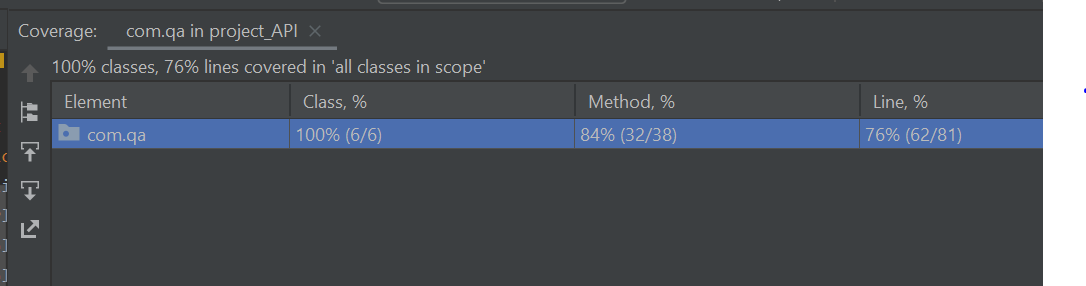 Coverage: com.qa in project_API
100% classes, 76% lines covered in 'all classes in scope'
Element Class, % Method, % Line, %
com.qa 100% (6/6) 84% (32/38) 76% (62/81)